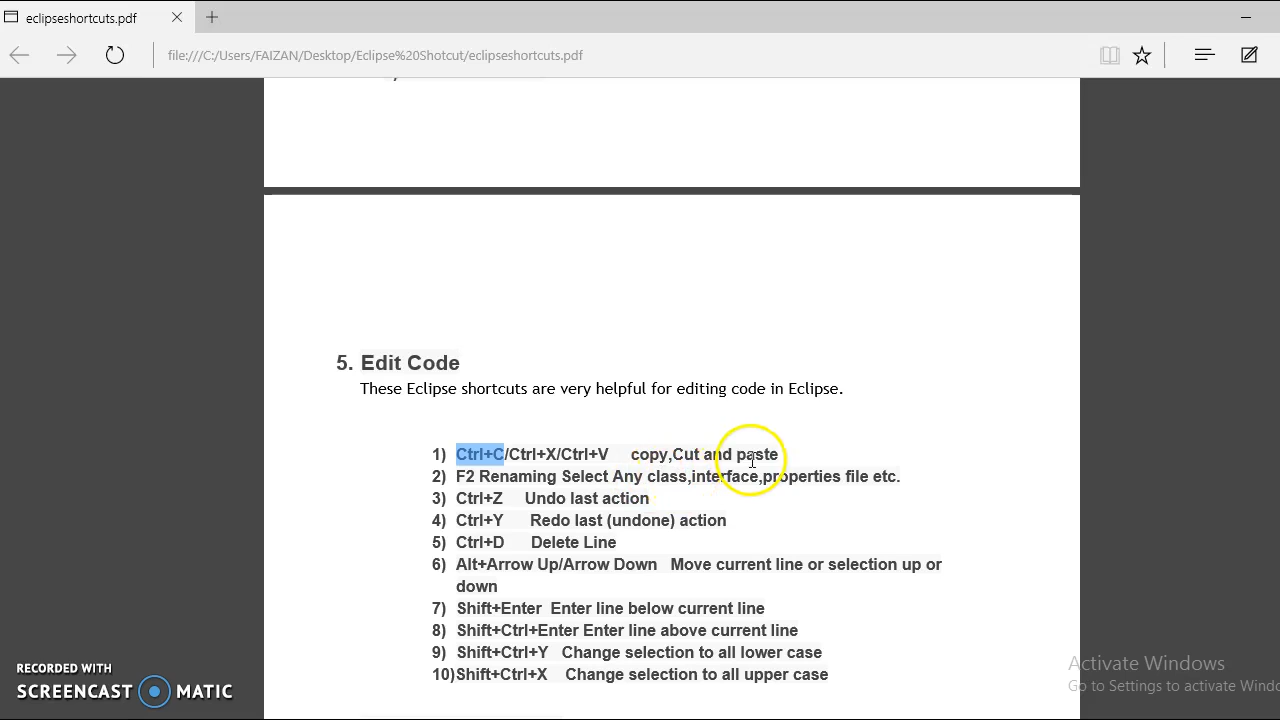 eclipseshortcuts.pdf
file:///C:/Users/FAIZAN/Desktop/Eclipse%20Shotcut/eclipseshortcuts.pdf
5. Edit Code
These Eclipse shortcuts are very helpful for editing code in Eclipse.
1) Ctrl+C/Ctrl+X/Ctrl+V copy,Cut and paste
2) F2 Renaming Select Any class,interface,properties file etc.
3) Ctrl+Z Undo last action
4) Ctrl+Y Redo last (undone) action
5) Ctrl+D Delete Line
6) Alt+Arrow Up/Arrow Down Move current line or selection up or
down
7) Shift+Enter Enter line below current line
8) Shift+Ctrl+Enter Enter line above current line
9) Shift+Ctrl+Y Change selection to all lower case
10)Shift+Ctrl+X Change selection to all upper case
Activate Windows
Go to Settings to activate
RECORDED WITH
SCREENCAST MATIC